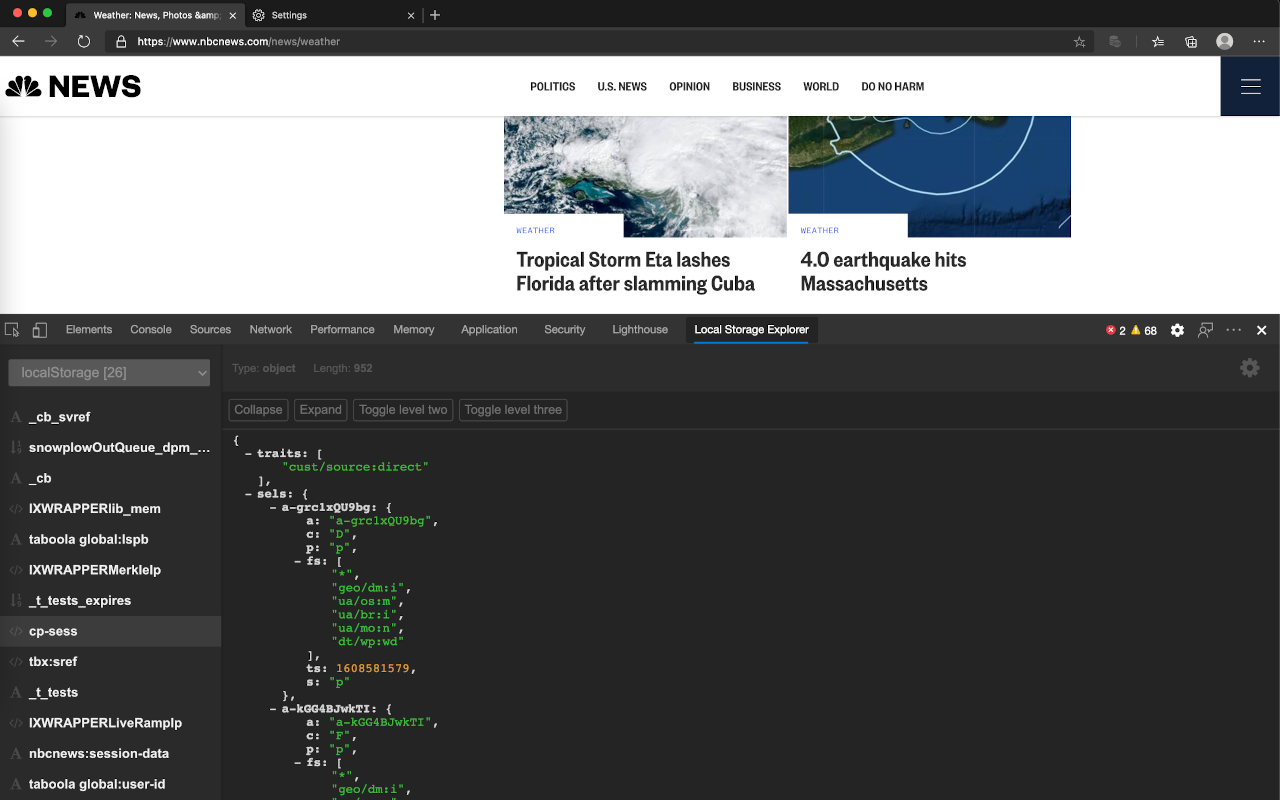 Weather: News, Photos &amp;
Settings
https://www.nbcnews.com/news/weather
NEWS
POLITICS U.S. NEWS OPINION BUSINESS WORLD DO NO HARM
WEATHER
Tropical Storm Eta lashes
Florida after slamming Cuba
WEATHER
4.0 earthquake hits
Massachusetts
Elements Console Sources Network Performance Memory Application Security Lighthouse Local Storage Explorer 2 68
localStorage [26]
Type: object Length: 952
Collapse Expand Toggle level two Toggle level three
_cb_svref
snowplowOutQueue_dpm_...
_cb
IXWRAPPERlib_mem
taboola global:lspb
IXWRAPPERMerkleIp
_t_tests_expires
cp-sess
tbx:sref
_t_tests
IXWRAPPERLiveRampIp
nbcnews:session-data
taboola global:user-id
{
- traits: [
"cust/source:direct"
],
- sels: {
- a-grc1xQU9bg: {
a: "a-grc1xQU9bg",
c: "D",
p: "p",
- fs: [
"*",
"geo/dm:i",
"ua/os:m",
"ua/br:i",
"ua/mo:n",
"dt/wp:wd"
],
ts: 1608581579,
s: "p"
},
- a-kGG4BJwkTI: {
a: "a-kGG4BJwkTI",
c: "F",
p: "p",
- fs: [
"*",
"geo/dm:i",